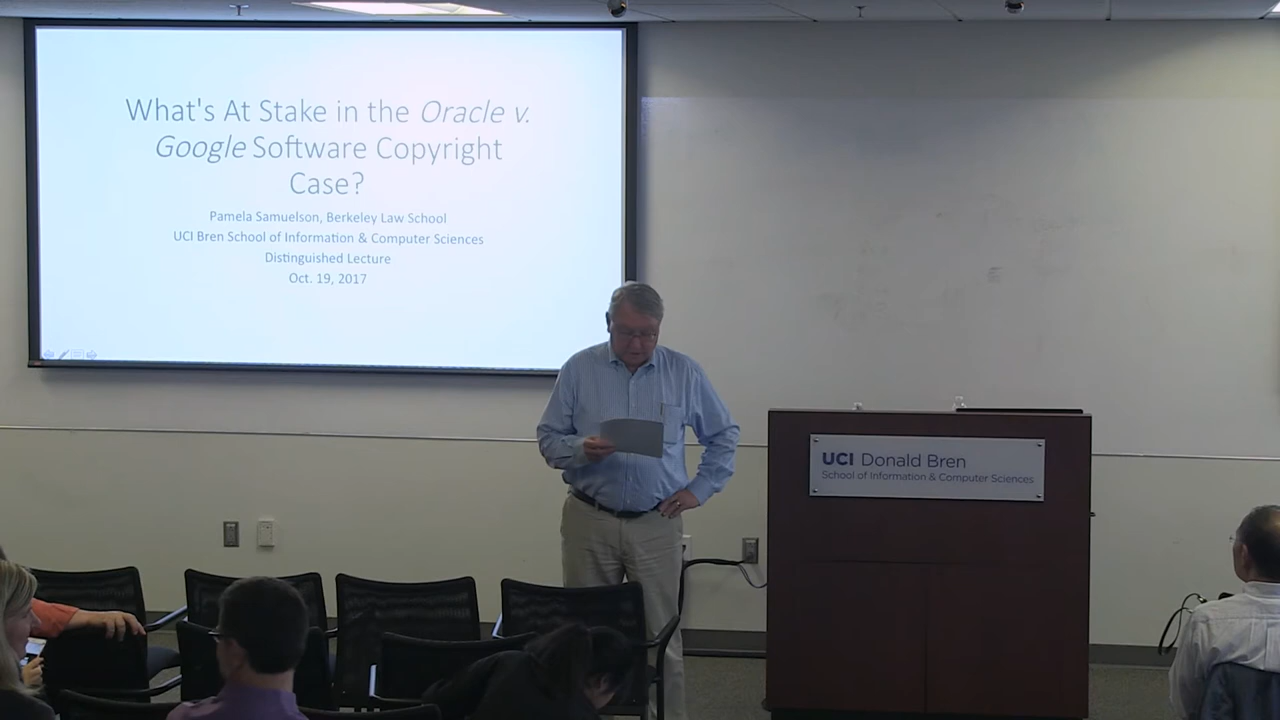 What's At Stake in the Oracle v.
Google Software Copyright
Case?
Pamela Samuelson, Berkeley Law School
UCI Bren School of Information & Computer Sciences
Distinguished Lecture
Oct. 19, 2017
UCI Donald Bren
School of Information & Computer Sciences